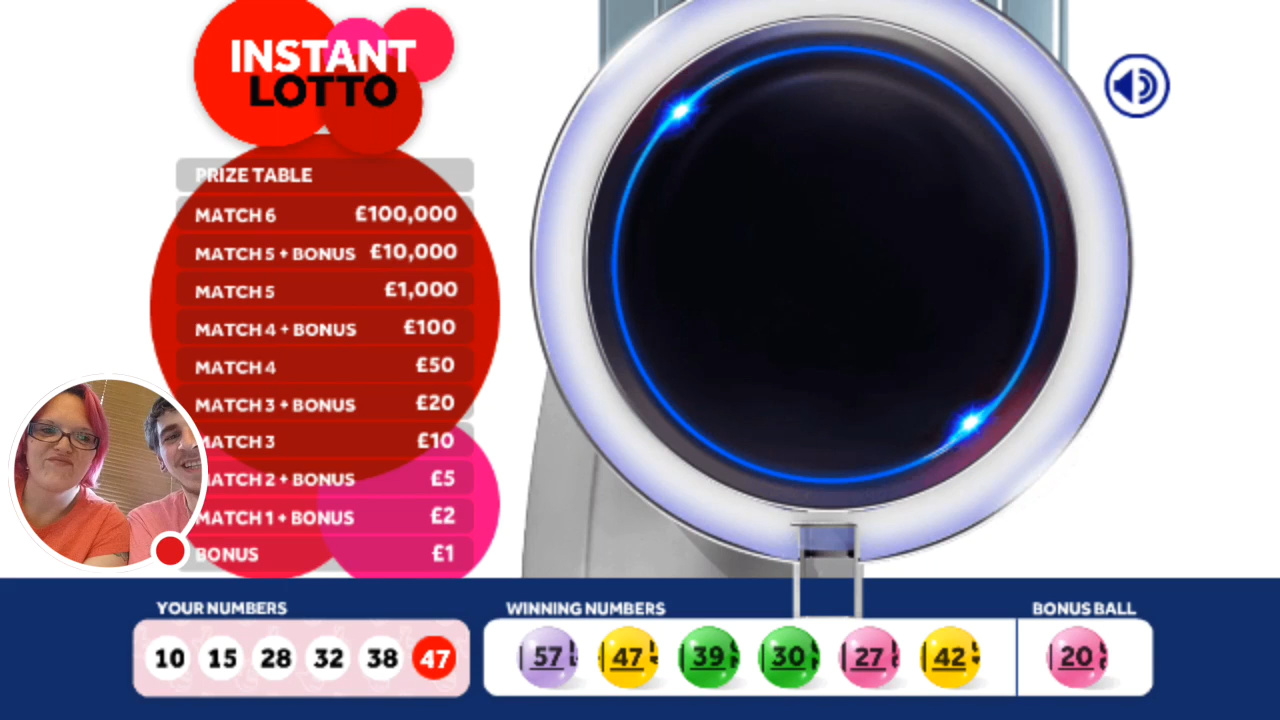 INSTANT
LOTTO
PRIZE TABLE
MATCH 6 £100,000
MATCH 5 + BONUS £10,000
MATCH 5 £1,000
MATCH 4 + BONUS £100
MATCH 4 £50
MATCH 3 + BONUS £20
MATCH 3 £10
MATCH 2 + BONUS £5
MATCH 1 + BONUS £2
BONUS £1
YOUR NUMBERS
10 15 28 32 38 47
WINNING NUMBERS
57 47 39 30 27 42
BONUS BALL
20